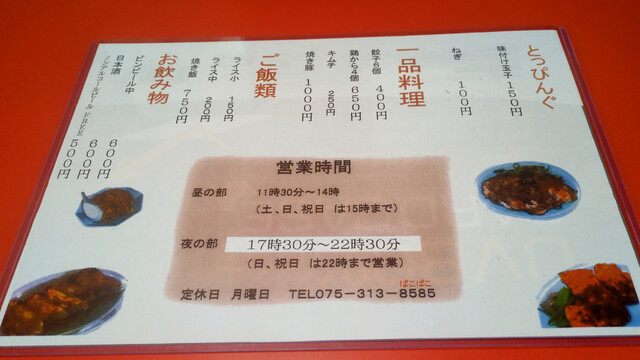 とっぴんぐ
味付け玉子 150円
ねぎ 100円
一品料理
餃子6個 400円
鶏から4個 650円
キムチ 250円
焼き豚 1000円
ご飯類
ライス小 150円
ライス中 200円
焼き飯 750円
お飲み物
ビンビール中 600円
日本酒 600円
ノンアルコールビール FREE 500円
営業時間
昼の部 11時30分～14時
(土、日、祝日 は15時まで)
夜の部 17時30分～22時30分
(日、祝日 は22時まで営業)
ぱこぱこ
定休日 月曜日 TEL075－313－8585